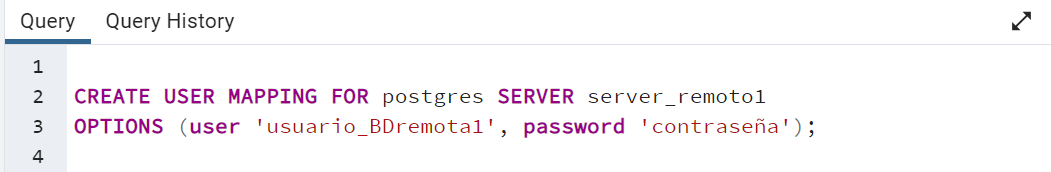 Query Query History
1
2 CREATE USER MAPPING FOR postgres SERVER server_remoto1
3 OPTIONS (user 'usuario_BDremota1', password 'contraseña');
4